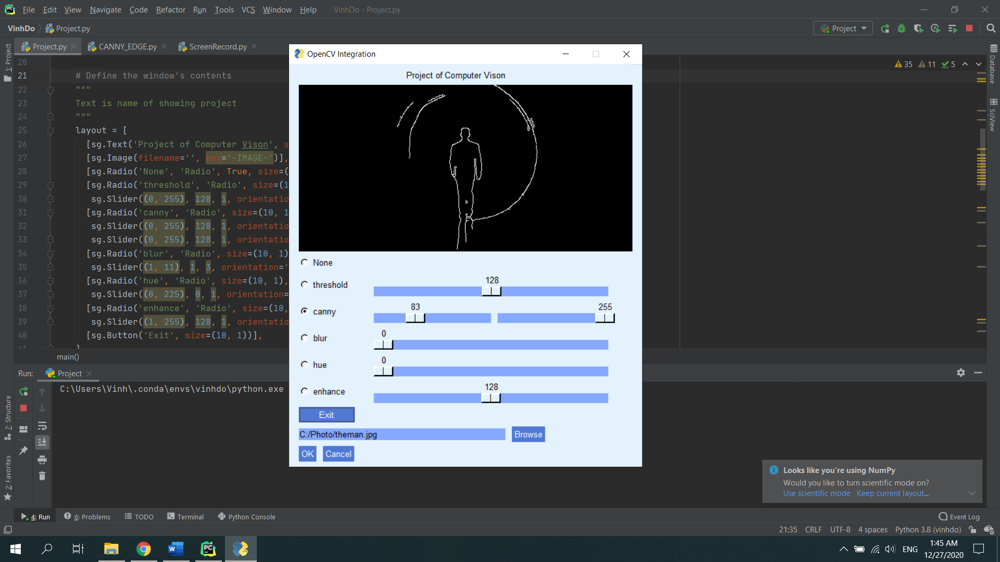 File Edit View Navigate Code Refactor Run Tools VCS Window Help VinhDo - Project.py
VinhDo Project.py
Project
Project.py CANNY_EDGE.py ScreenRecord.py
1: Project
7: Structure
2: Favorites
Database
SciView
35 11 5
20
21 # Define the window's contents
22 """
23 Text is name of showing project
24 """
25 layout = [
26 [sg.Text('Project of Computer Vison', s
27 [sg.Image(filename='', key='-IMAGE-')],
28 [sg.Radio('None', 'Radio', True, size=(
29 [sg.Radio('threshold', 'Radio', size=(1
30 sg.Slider((0, 255), 128, 1, orientatio
31 [sg.Radio('canny', 'Radio', size=(10, 1
32 sg.Slider((0, 255), 128, 1, orientatio
33 sg.Slider((0, 255), 128, 1, orientatio
34 [sg.Radio('blur', 'Radio', size=(10, 1)
35 sg.Slider((1, 11), 1, 3, orientation='
36 [sg.Radio('hue', 'Radio', size=(10, 1),
37 sg.Slider((0, 225), 0, 1, orientation=
38 [sg.Radio('enhance', 'Radio', size=(10,
39 sg.Slider((1, 255), 128, 1, orientatio
40 [sg.Button('Exit', size=(10, 1))],
41 ]
main()
OpenCV Integration
Project of Computer Vison
None
threshold 128
canny 83 255
blur 0
hue 0
enhance 128
Exit
C:/Photo/theman.jpg Browse
OK Cancel
Run: Project
C:\Users\Vinh\.conda\envs\vinhdo\python.exe
Looks like you're using NumPy
Would you like to turn scientific mode on?
Use scientific mode Keep current layout...
4: Run 6: Problems TODO Terminal Python Console Event Log
21:35 CRLF UTF-8 4 spaces Python 3.8 (vinhdo)
ENG
1:45 AM
12/27/2020